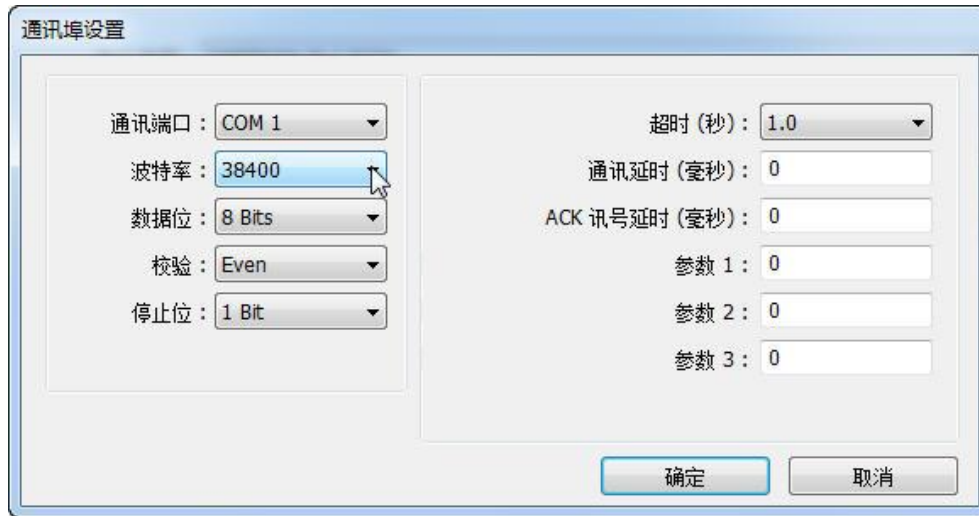 通讯埠设置
通讯端口： COM 1
波特率： 38400
数据位： 8 Bits
校验： Even
停止位： 1 Bit
超时 (秒)： 1.0
通讯延时 (毫秒)： 0
ACK 讯号延时 (毫秒)： 0
参数 1： 0
参数 2： 0
参数 3： 0
确定 取消